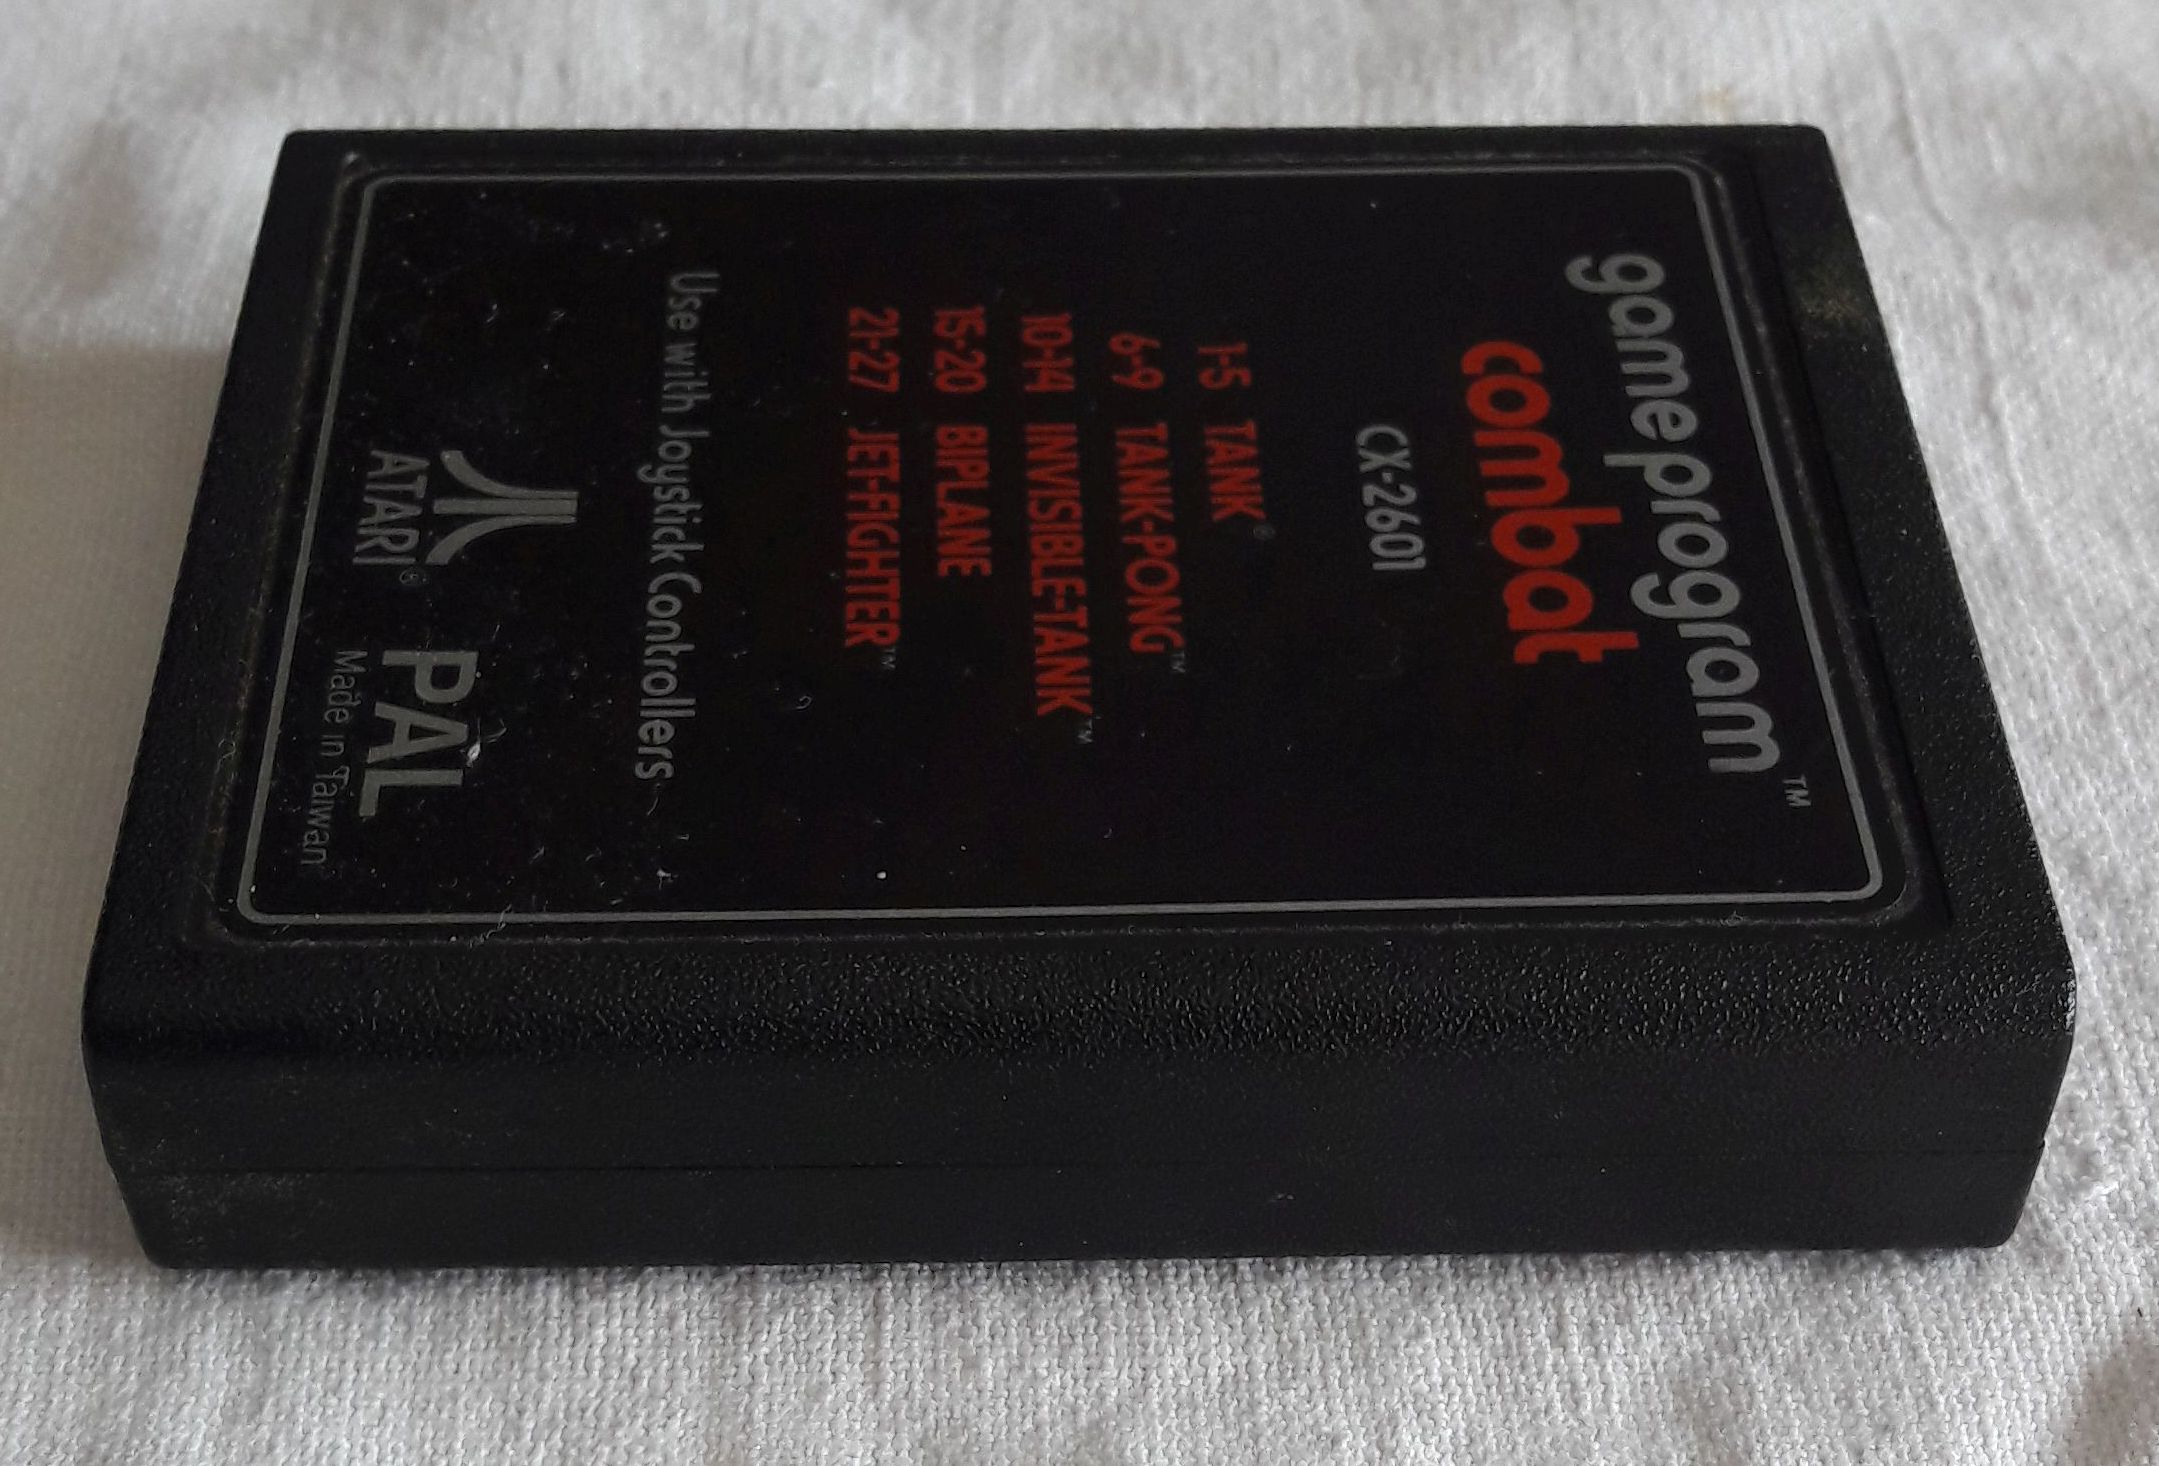 game program™
combat
CX-2601
1-5 TANK®
6-9 TANK-PONG™
10-14 INVISIBLE-TANK™
15-20 BIPLANE
21-27 JET-FIGHTER™
Use with Joystick Controllers
ATARI®
PAL
Made in Taiwan